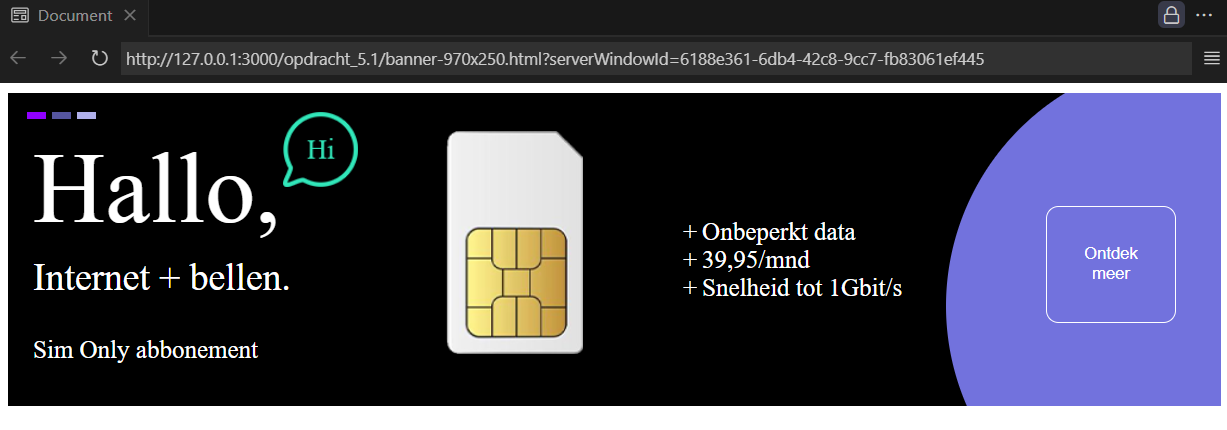 Document
http://127.0.0.1:3000/opdracht_5.1/banner-970x250.html?serverWindowId=6188e361-6db4-42c8-9cc7-fb83061ef445
Hi
Hallo,
Internet + bellen.
Sim Only abbonement
+ Onbeperkt data
+ 39,95/mnd
+ Snelheid tot 1Gbit/s
Ontdek
meer